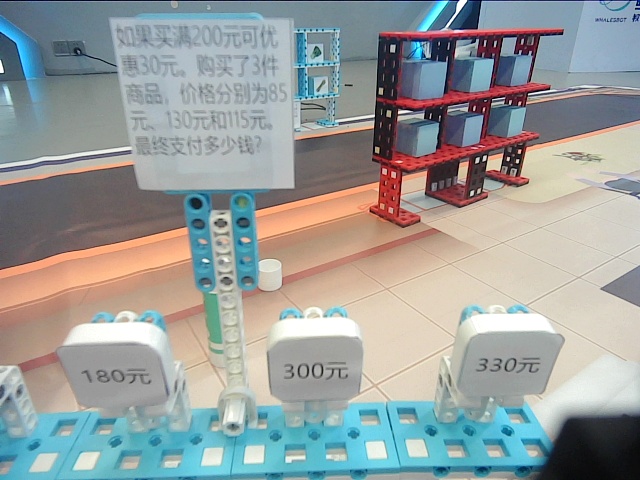 如果买满200元可优
惠30元。购买了3件
商品，价格分别为85
元、130元和115元。
最终支付多少钱？
WHALESBOT
180元
300元
330元